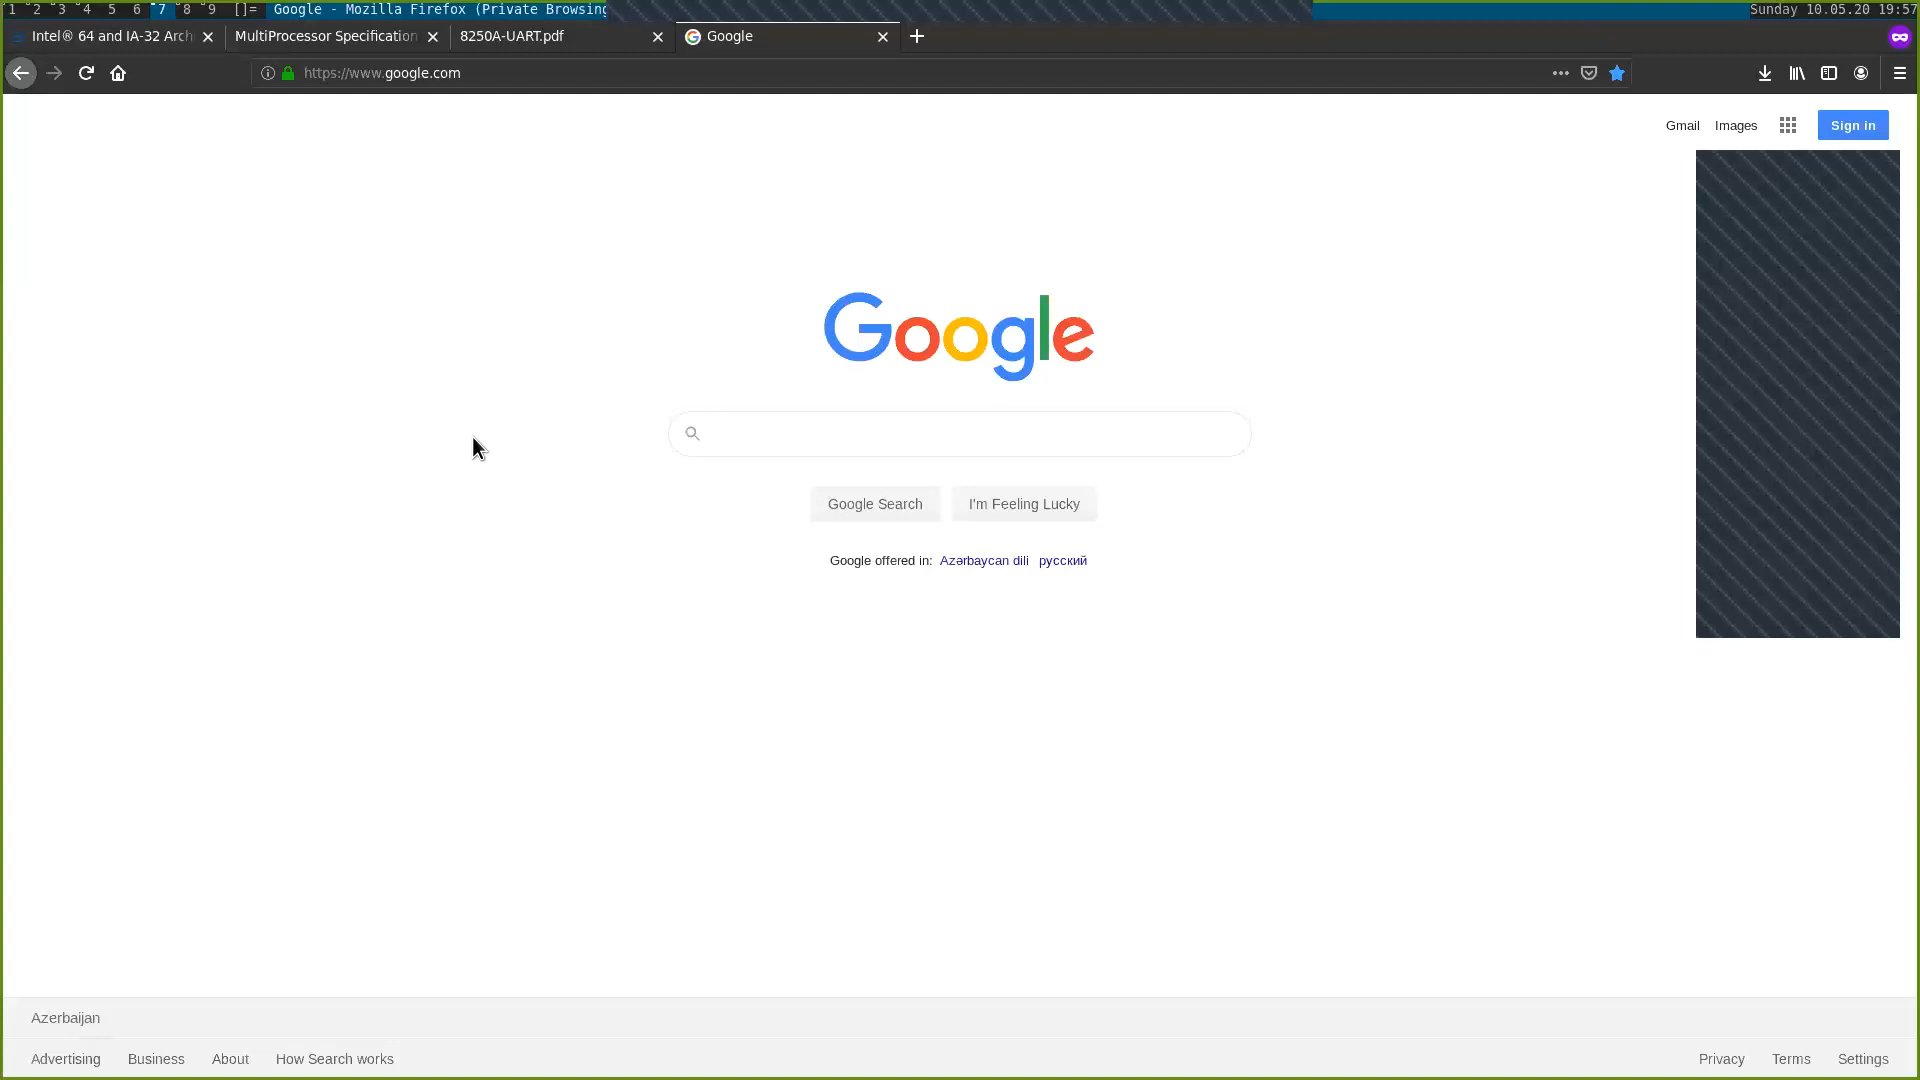 1 2 3 4 5 6 7 8 9 []= Google - Mozilla Firefox (Private Browsing Sunday 10.05.20 19:57
Intel® 64 and IA-32 Arch MultiProcessor Specification 8250A-UART.pdf Google
https://www.google.com
Gmail Images Sign in
Google
Google Search I'm Feeling Lucky
Google offered in: Azərbaycan dili русский
Azerbaijan
Advertising Business About How Search works Privacy Terms Settings